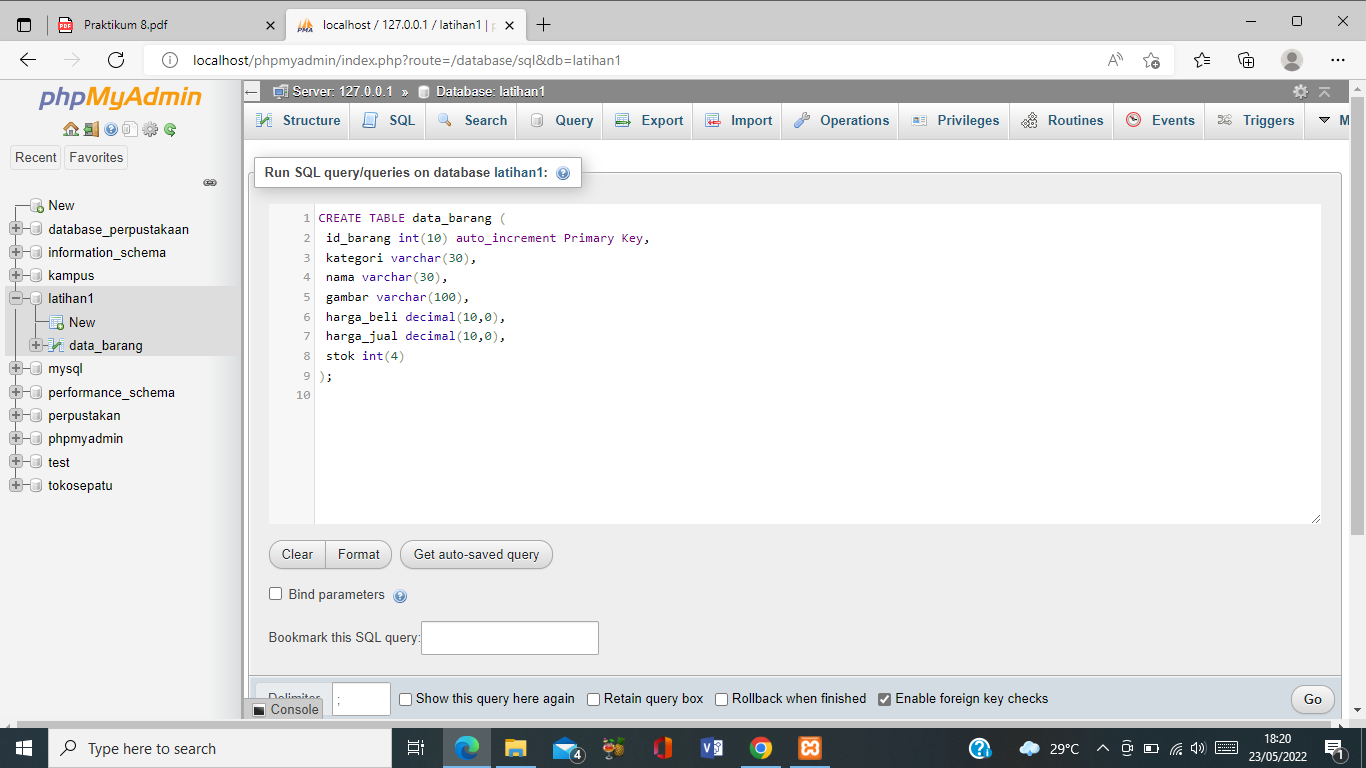 Praktikum 8.pdf
localhost / 127.0.0.1 / latihan1 |
localhost/phpmyadmin/index.php?route=/database/sql&db=latihan1
phpMyAdmin
Recent
Favorites
New
database_perpustakaan
information_schema
kampus
latihan1
New
data_barang
mysql
performance_schema
perpustakan
phpmyadmin
test
tokosepatu
Server: 127.0.0.1 » Database: latihan1
Structure
SQL
Search
Query
Export
Import
Operations
Privileges
Routines
Events
Triggers
M
Run SQL query/queries on database latihan1:
1 CREATE TABLE data_barang (
2 id_barang int(10) auto_increment Primary Key,
3 kategori varchar(30),
4 nama varchar(30),
5 gambar varchar(100),
6 harga_beli decimal(10,0),
7 harga_jual decimal(10,0),
8 stok int(4)
9 );
10
Clear
Format
Get auto-saved query
Bind parameters
Bookmark this SQL query:
Delimiter ;
Show this query here again
Retain query box
Rollback when finished
Enable foreign key checks
Go
Console
Type here to search
4
29°C
18:20
23/05/2022
1